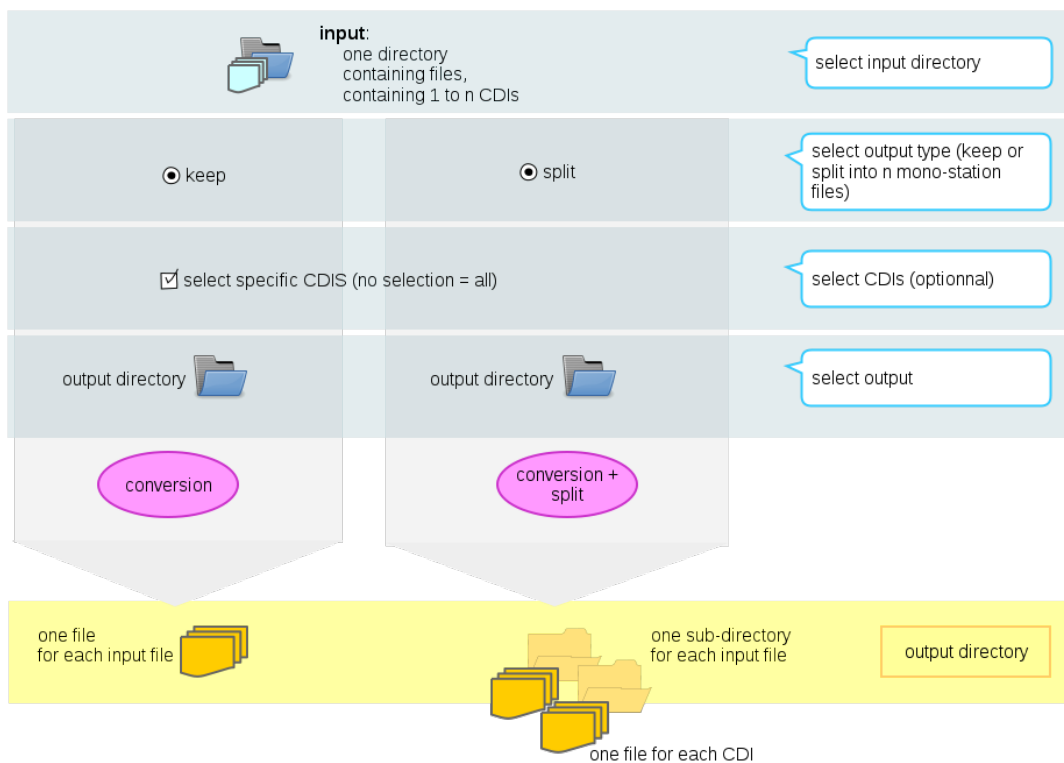 input:
one directory
containing files,
containing 1 to n CDIs
select input directory
keep
split
select output type (keep or
split into n mono-station
files)
select specific CDIS (no selection = all)
select CDIs (optionnal)
output directory
output directory
select output
conversion
conversion +
split
one file
for each input file
one sub-directory
for each input file
output directory
one file for each CDI